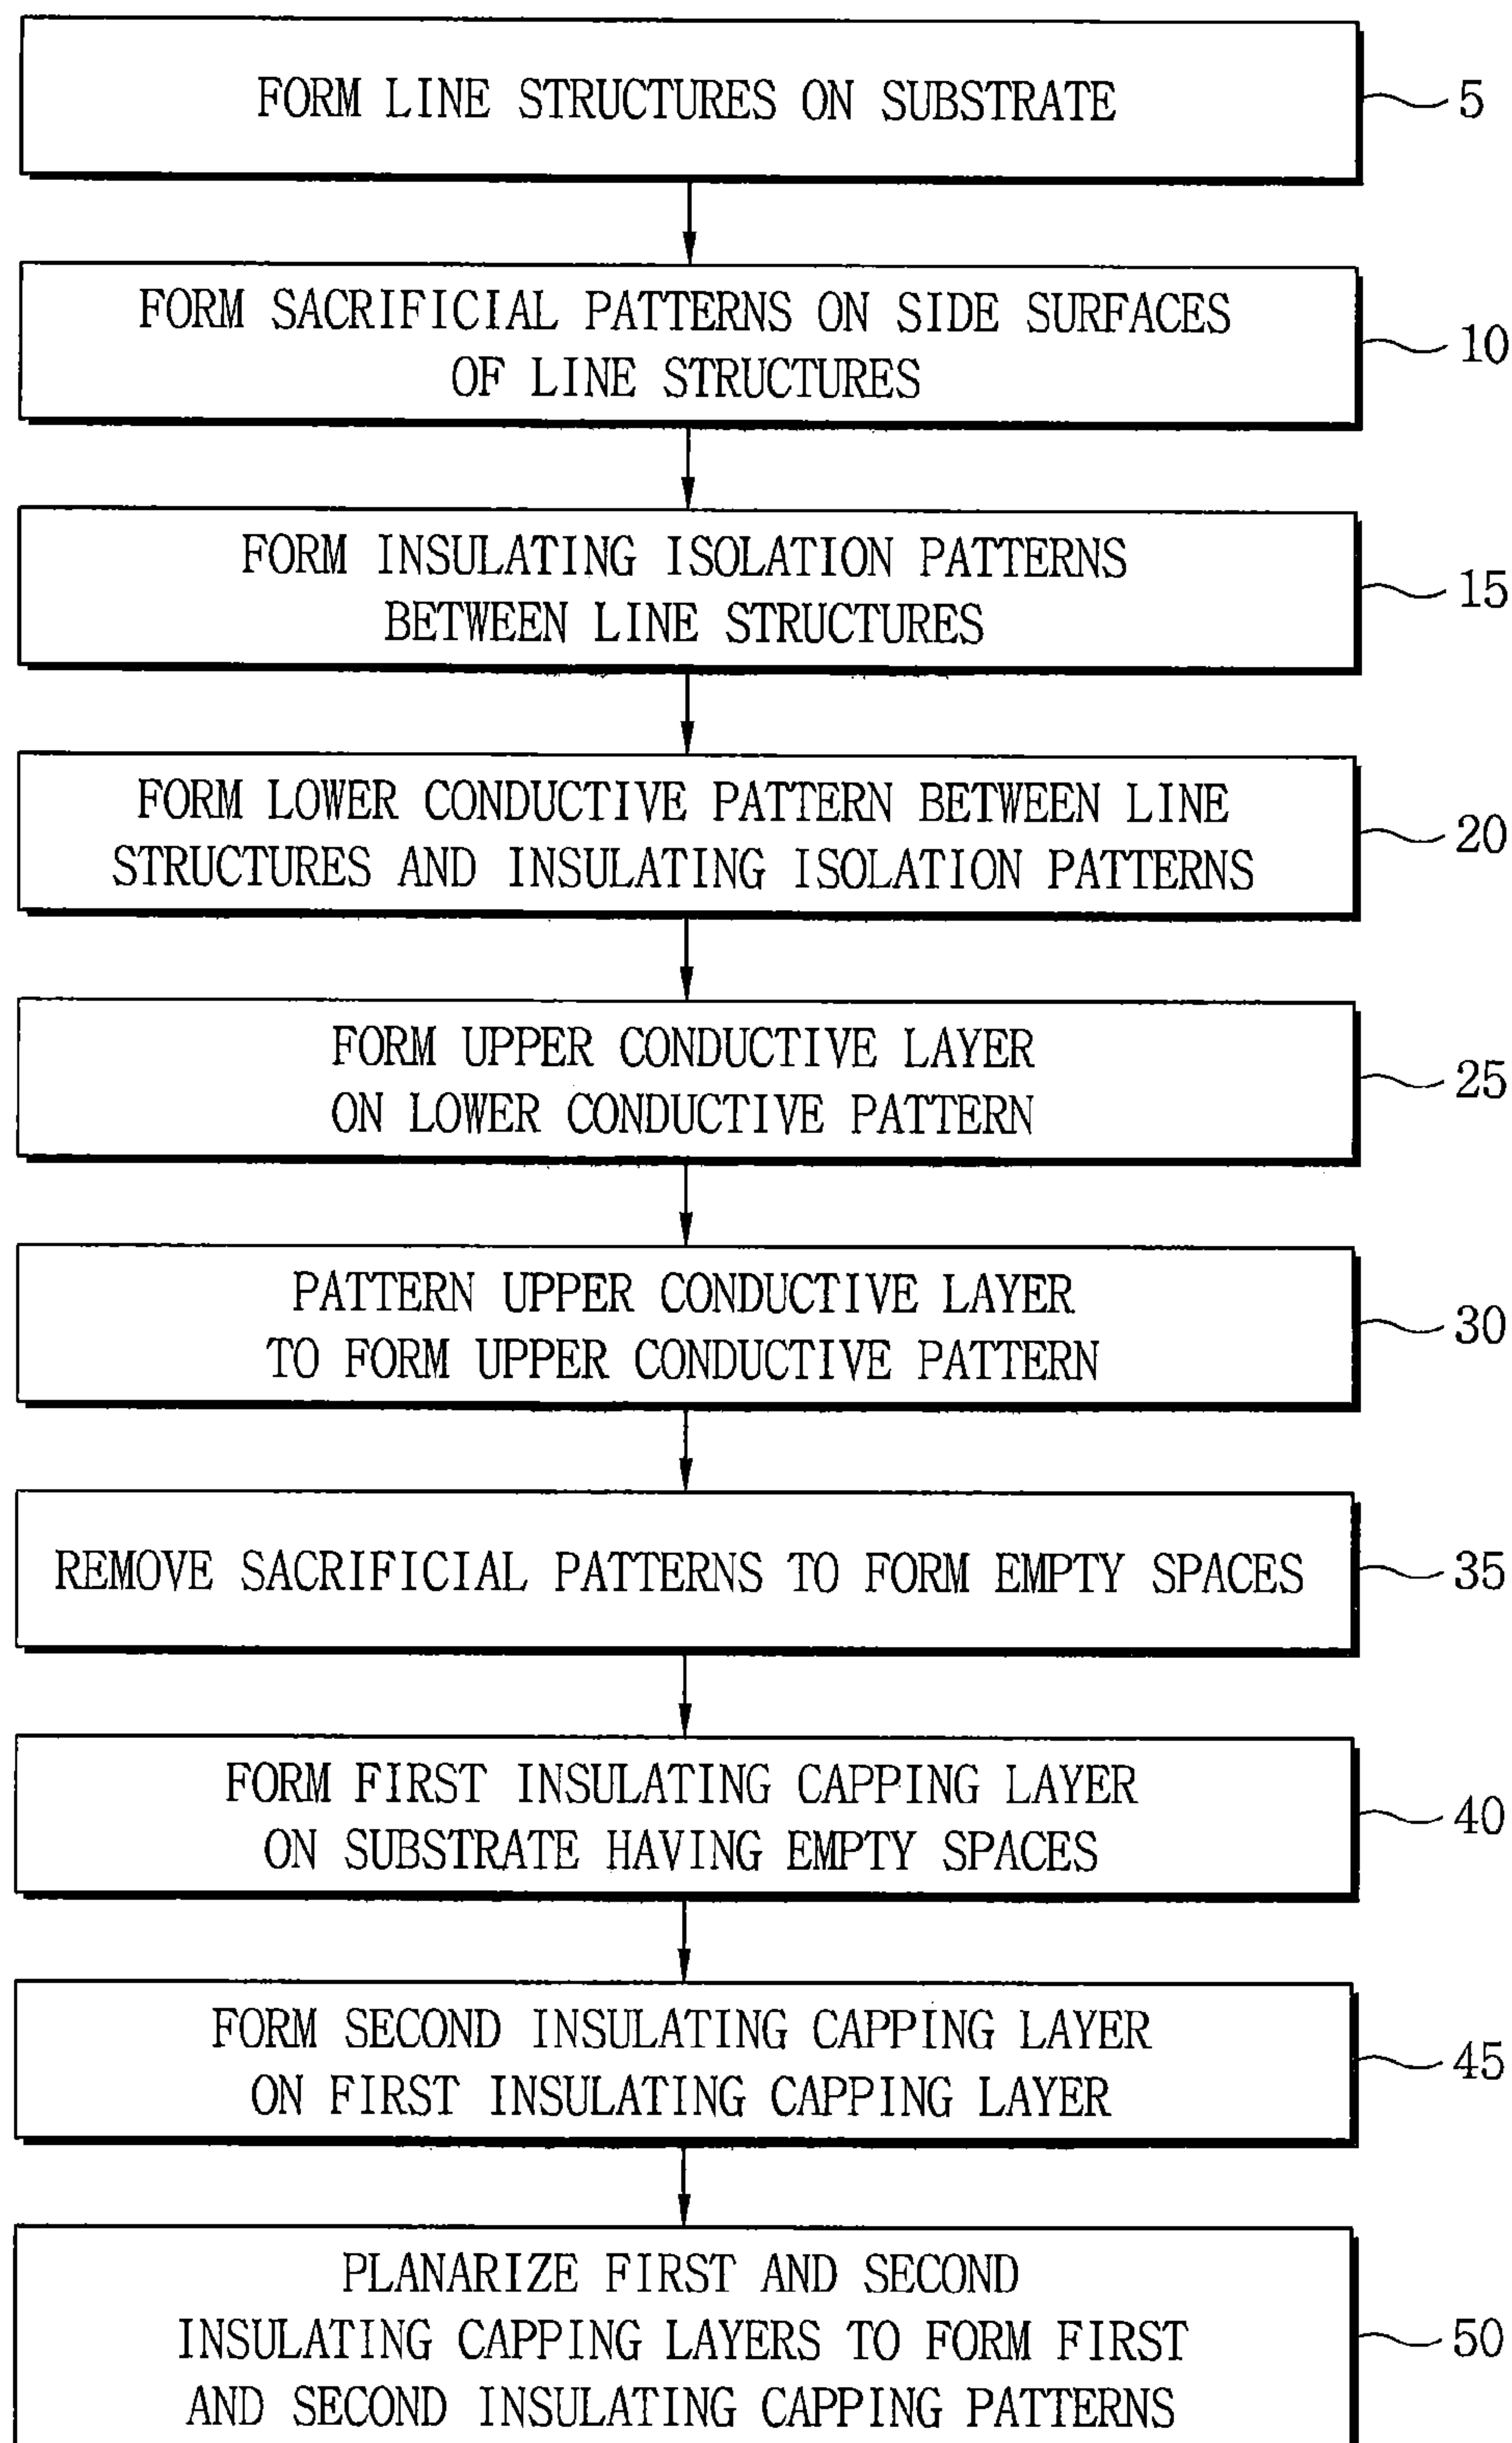 FORM LINE STRUCTURES ON SUBSTRATE
5
FORM SACRIFICIAL PATTERNS ON SIDE SURFACES
OF LINE STRUCTURES
10
FORM INSULATING ISOLATION PATTERNS
BETWEEN LINE STRUCTURES
15
FORM LOWER CONDUCTIVE PATTERN BETWEEN LINE
STRUCTURES AND INSULATING ISOLATION PATTERNS
20
FORM UPPER CONDUCTIVE LAYER
ON LOWER CONDUCTIVE PATTERN
25
PATTERN UPPER CONDUCTIVE LAYER
TO FORM UPPER CONDUCTIVE PATTERN
30
REMOVE SACRIFICIAL PATTERNS TO FORM EMPTY SPACES
35
FORM FIRST INSULATING CAPPING LAYER
ON SUBSTRATE HAVING EMPTY SPACES
40
FORM SECOND INSULATING CAPPING LAYER
ON FIRST INSULATING CAPPING LAYER
45
PLANARIZE FIRST AND SECOND
INSULATING CAPPING LAYERS TO FORM FIRST
AND SECOND INSULATING CAPPING PATTERNS
50